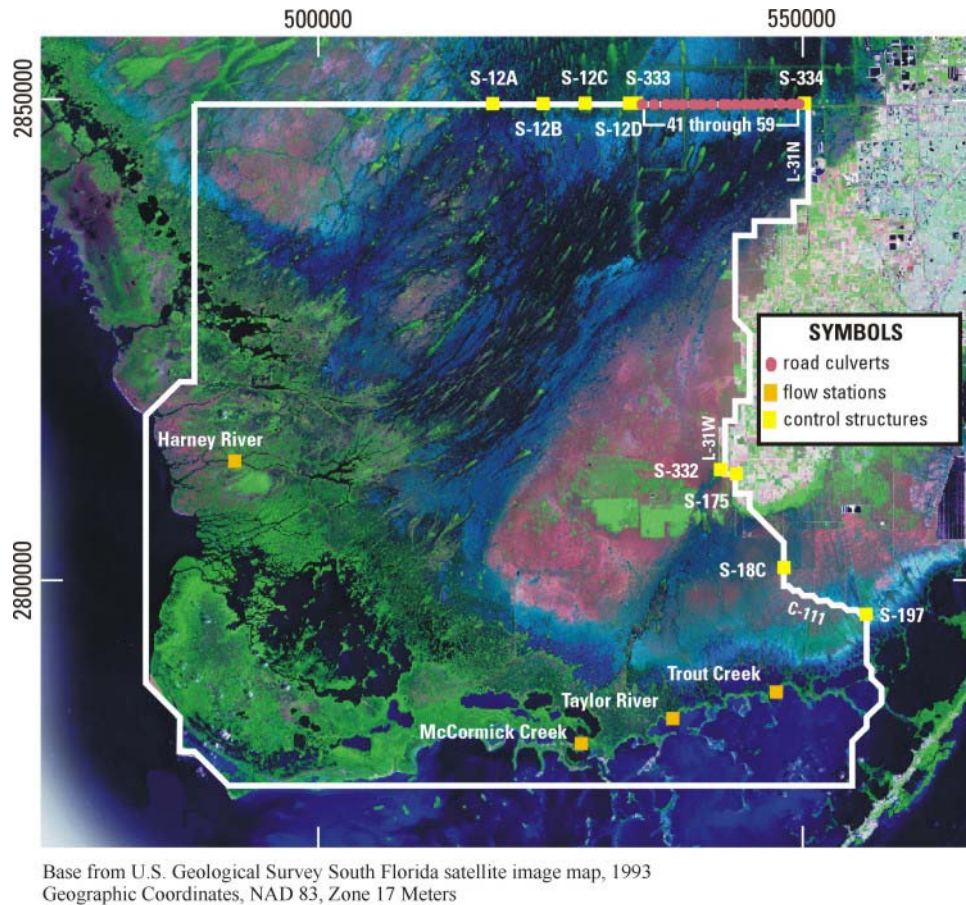 500000
550000
2850000
S-12A
S-12C
S-333
S-334
S-12B
S-12D
41 through 59
L-31N
SYMBOLS
road culverts
flow stations
control structures
Harney River
L-31W
S-332
S-175
2800000
S-18C
C-111
S-197
Trout Creek
Taylor River
McCormick Creek
Base from U.S. Geological Survey South Florida satellite image map, 1993
Geographic Coordinates, NAD 83, Zone 17 Meters